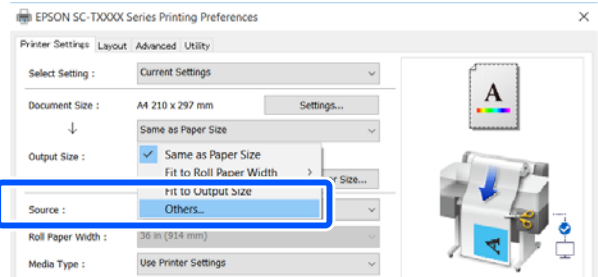 EPSON SC-TXXXX Series Printing Preferences
Printer Settings Layout Advanced Utility
Select Setting : Current Settings
Document Size : A4 210 x 297 mm Settings...
Same as Paper Size
Output Size : Same as Paper Size
Fit to Roll Paper Width
Size...
Fit to Output Size
Source : Others...
Roll Paper Width : 36 in (914 mm)
Media Type : Use Printer Settings
A
A